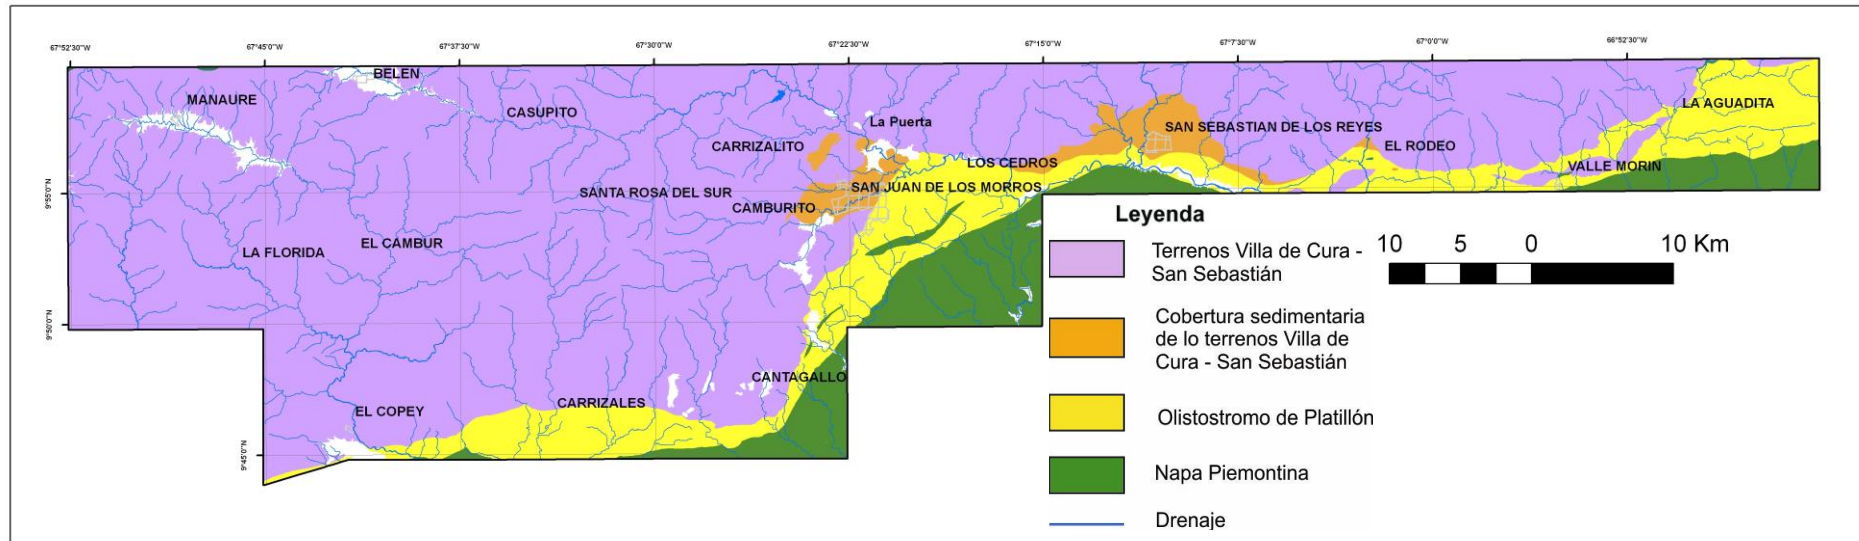 67°52'30"W
67°45'0"W
67°37'30"W
67°30'0"W
67°22'30"W
67°15'0"W
67°7'30"W
67°0'0"W
66°52'30"W
BELEN
MANAURE
CASUPITO
LA AGUADITA
La Puerta
SAN SEBASTIAN DE LOS REYES
CARRIZALITO
EL RODEO
LOS CEDROS
VALLE MORIN
9°55'0"N
SANTA ROSA DEL SUR
SAN JUAN DE LOS MORROS
CAMBURITO
LA FLORIDA
EL CAMBUR
9°50'0"N
CANTAGALLO
CARRIZALES
EL COPEY
9°45'0"N
Leyenda
Terrenos Villa de Cura -
San Sebastián
Cobertura sedimentaria
de lo terrenos Villa de
Cura - San Sebastián
Olistostromo de Platillón
Napa Piemontina
Drenaje
10 5 0 10 Km